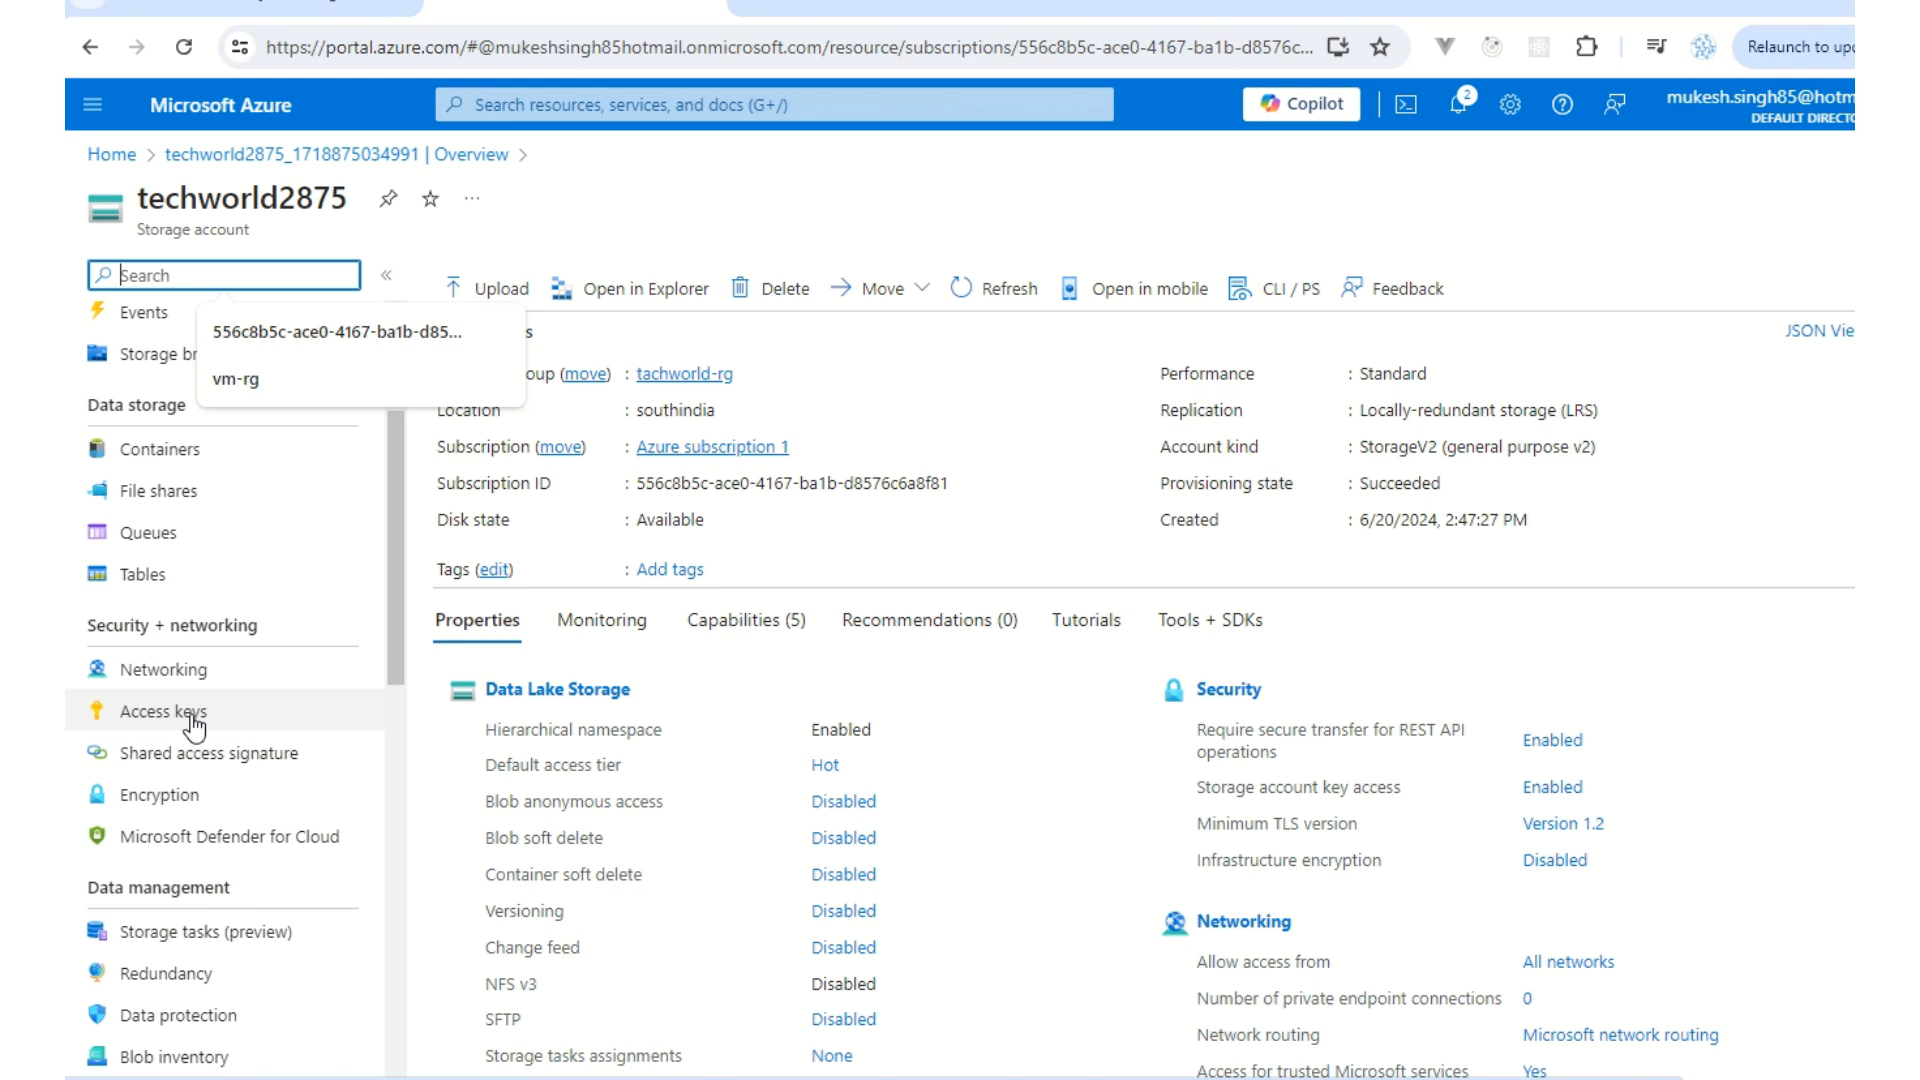 https://portal.azure.com/#@mukeshsingh85hotmail.onmicrosoft.com/resource/subscriptions/556c8b5c-ace0-4167-ba1b-d8576c...
Relaunch to upd
Microsoft Azure
Search resources, services, and docs (G+/)
Copilot
2
mukesh.singh85@hotm
DEFAULT DIRECTO
Home > techworld2875_1718875034991 | Overview >
techworld2875
Storage account
Search
Upload Open in Explorer Delete Move Refresh Open in mobile CLI / PS Feedback
Events
Storage br
556c8b5c-ace0-4167-ba1b-d85...
vm-rg
s
JSON Vie
oup (move) : tachworld-rg
Location : southindia
Subscription (move) : Azure subscription 1
Subscription ID : 556c8b5c-ace0-4167-ba1b-d8576c6a8f81
Disk state : Available
Tags (edit) : Add tags
Performance : Standard
Replication : Locally-redundant storage (LRS)
Account kind : StorageV2 (general purpose v2)
Provisioning state : Succeeded
Created : 6/20/2024, 2:47:27 PM
Data storage
Containers
File shares
Queues
Tables
Security + networking
Networking
Access keys
Shared access signature
Encryption
Microsoft Defender for Cloud
Data management
Storage tasks (preview)
Redundancy
Data protection
Blob inventory
Properties Monitoring Capabilities (5) Recommendations (0) Tutorials Tools + SDKs
Data Lake Storage
Hierarchical namespace Enabled
Default access tier Hot
Blob anonymous access Disabled
Blob soft delete Disabled
Container soft delete Disabled
Versioning Disabled
Change feed Disabled
NFS v3 Disabled
SFTP Disabled
Storage tasks assignments None
Security
Require secure transfer for REST API
operations Enabled
Storage account key access Enabled
Minimum TLS version Version 1.2
Infrastructure encryption Disabled
Networking
Allow access from All networks
Number of private endpoint connections 0
Network routing Microsoft network routing
Access for trusted Microsoft services Yes